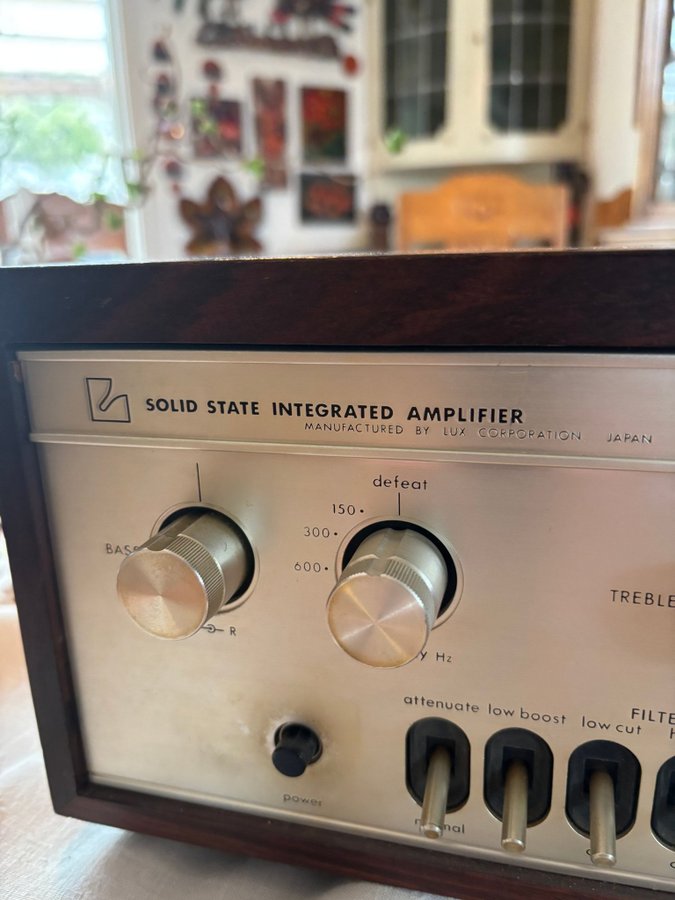 SOLID STATE INTEGRATED AMPLIFIER
MANUFACTURED BY LUX CORPORATION JAPAN
defeat
150
300
600
BASS
R
TREBLE
Hz
attenuate low boost low cut
power
normal